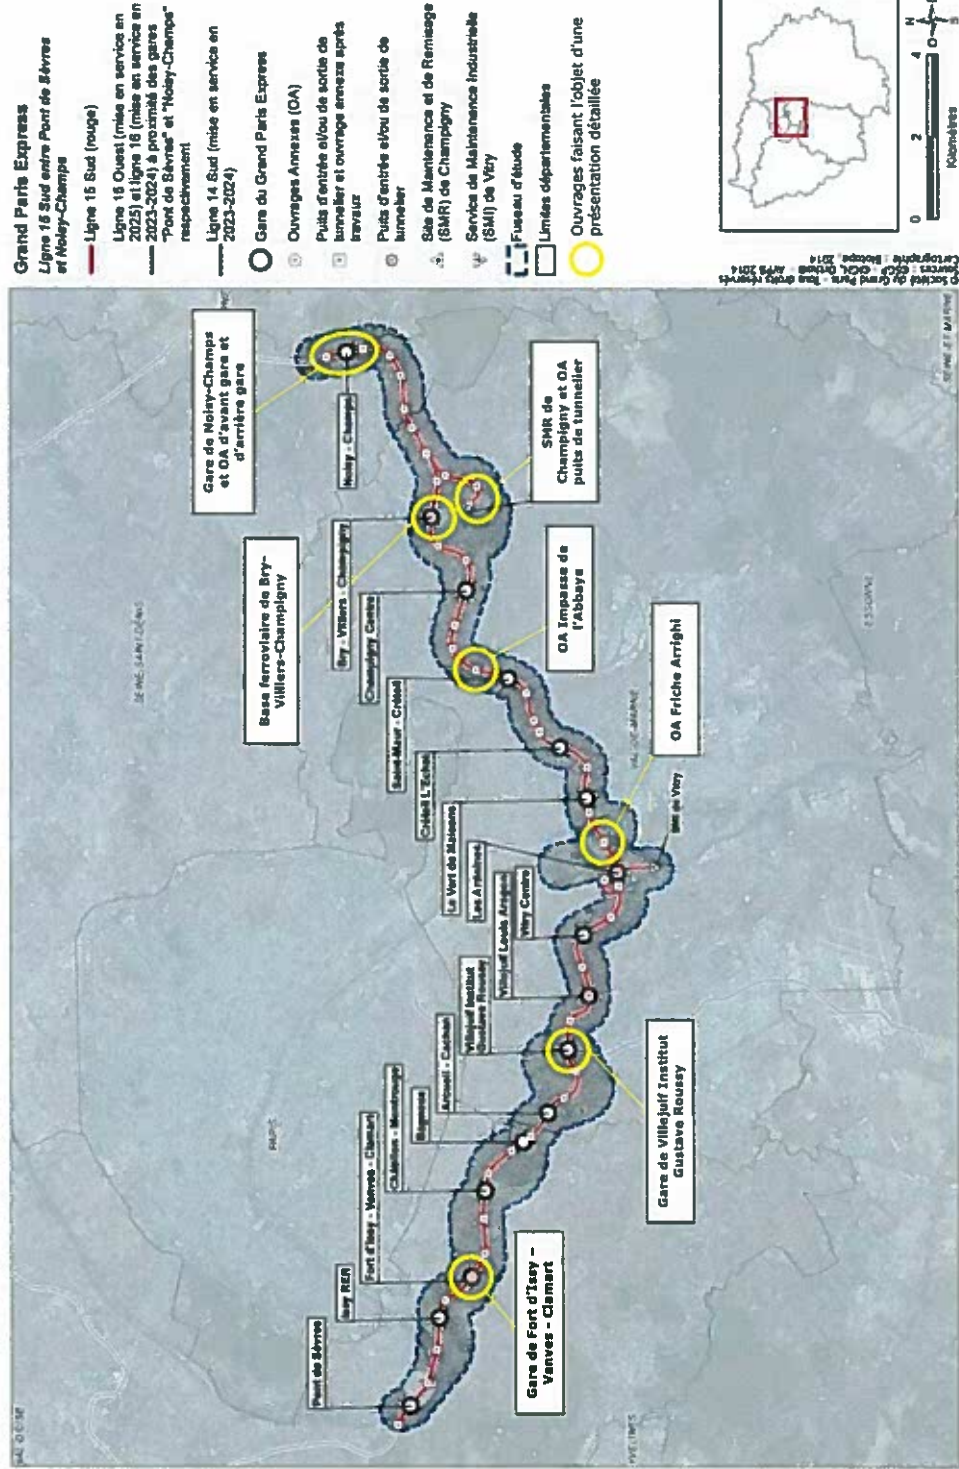 Grand Paris Express
Ligne 15 Sud entre Pont de Sèvres
et Noisy-Champs
Ligne 15 Sud (rouge)
Ligne 15 Ouest (mise en service en
2025) et ligne 16 (mise en service en
2023-2024) à proximité des gares
"Pont de Sèvres" et "Noisy-Champs"
respectivement
Ligne 14 Sud (mise en service en
2023-2024)
Gare du Grand Paris Express
Ouvrages Annexes (OA)
Puits d'entrée et/ou de sortie de
tunnelier et ouvrage annexe après
travaux
Puits d'entrée et/ou de sortie de
tunnelier
Site de Maintenance et de Remisage
(SMR) de Champigny
Service de Maintenance Industrielle
(SMI) de Vitry
Fuseau d'étude
Limites départementales
Ouvrages faisant l'objet d'une
présentation détaillée
0 2 4
Kilomètres
N
S
O
Cartographie : Biotope, 2014
SEINE-SAINT-DENIS
PARIS
VAL-DE-MARNE
ESSONNE
YVELINES
SEINE-ET-MARNE
VAL-D'OISE
Gare de Noisy-Champs
et OA d'avant gare et
d'arrière gare
Noisy - Champs
SMR de
Champigny et OA
puits de tunnelier
Base ferroviaire de Bry-
Villiers-Champigny
Bry - Villiers - Champigny
Champigny Centre
OA Impasse de
l'Abbaye
Saint-Maur - Créteil
Créteil L'Echat
OA Friche Arrighi
Le Vert de Maisons
Les Ardoines
SMI de Vitry
Vitry Centre
Villejuif Louis Aragon
Villejuif Institut
Gustave Roussy
Gare de Villejuif Institut
Gustave Roussy
Arcueil - Cachan
Bagneux
Châtillon - Montrouge
Fort d'Issy - Vanves - Clamart
Gare de Fort d'Issy –
Vanves - Clamart
Issy RER
Pont de Sèvres